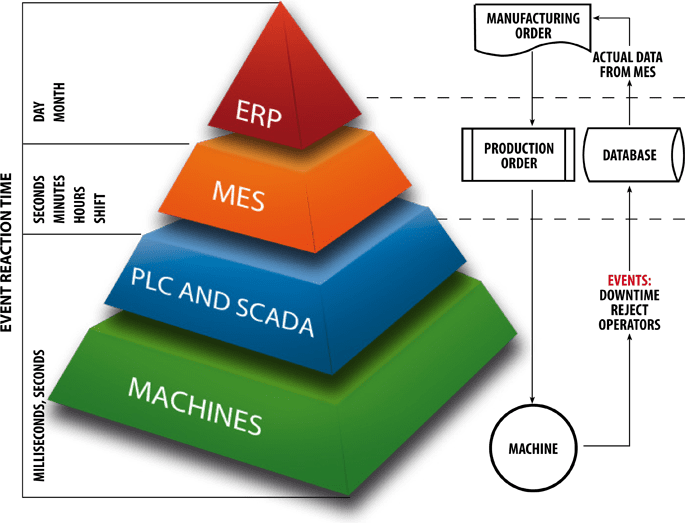 EVENT REACTION TIME
DAY
MONTH
SECONDS
MINUTES
HOURS
SHIFT
MILLISECONDS, SECONDS
ERP
MES
PLC AND SCADA
MACHINES
MANUFACTURING
ORDER
ACTUAL DATA
FROM MES
PRODUCTION
ORDER
DATABASE
EVENTS:
DOWNTIME
REJECT
OPERATORS
MACHINE